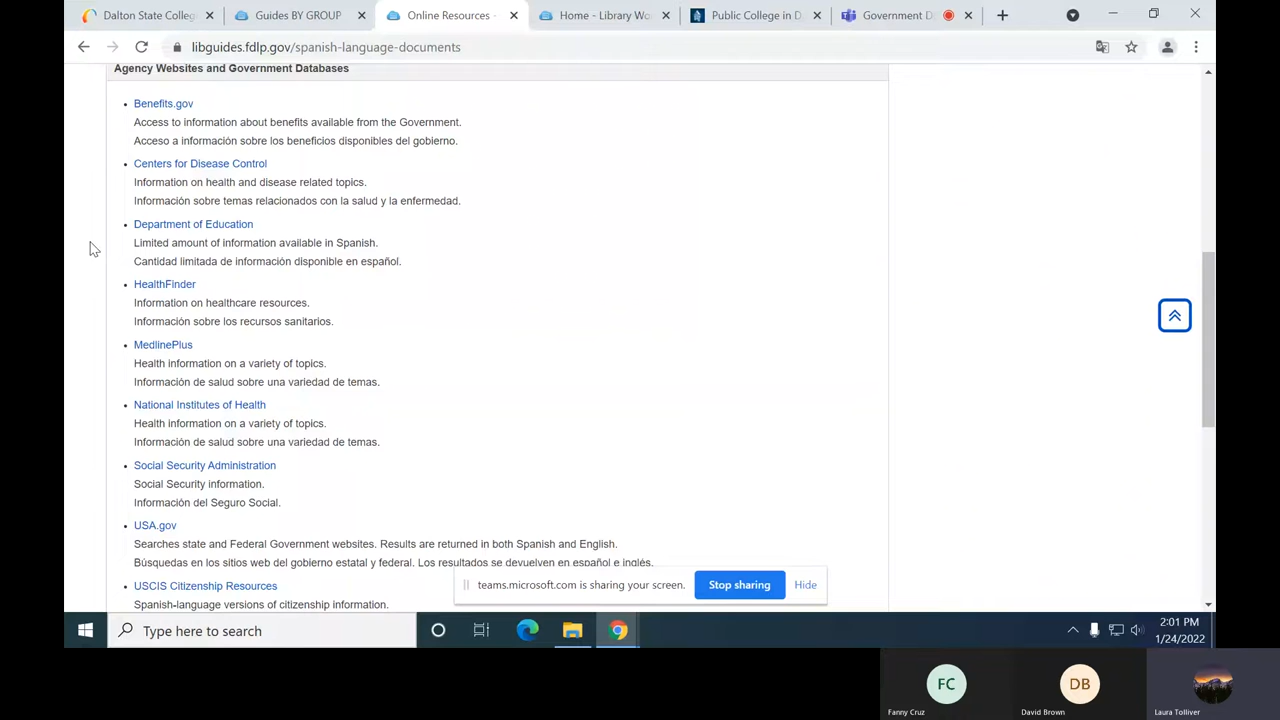 Dalton State Colleg
Guides BY GROUP
Online Resources -
Home - Library Wo
Public College in D
Government D
libguides.fdlp.gov/spanish-language-documents
Agency Websites and Government Databases
Benefits.gov
Access to information about benefits available from the Government.
Acceso a información sobre los beneficios disponibles del gobierno.
Centers for Disease Control
Information on health and disease related topics.
Información sobre temas relacionados con la salud y la enfermedad.
Department of Education
Limited amount of information available in Spanish.
Cantidad limitada de información disponible en español.
HealthFinder
Information on healthcare resources.
Información sobre los recursos sanitarios.
MedlinePlus
Health information on a variety of topics.
Información de salud sobre una variedad de temas.
National Institutes of Health
Health information on a variety of topics.
Información de salud sobre una variedad de temas.
Social Security Administration
Social Security information.
Información del Seguro Social.
USA.gov
Searches state and Federal Government websites. Results are returned in both Spanish and English.
Búsquedas en los sitios web del gobierno estatal y federal. Los resultados se devuelven en español e inglés.
USCIS Citizenship Resources
Spanish-language versions of citizenship information.
teams.microsoft.com is sharing your screen.
Stop sharing
Hide
Type here to search
2:01 PM
1/24/2022
FC
Fanny Cruz
DB
David Brown
Laura Tolliver